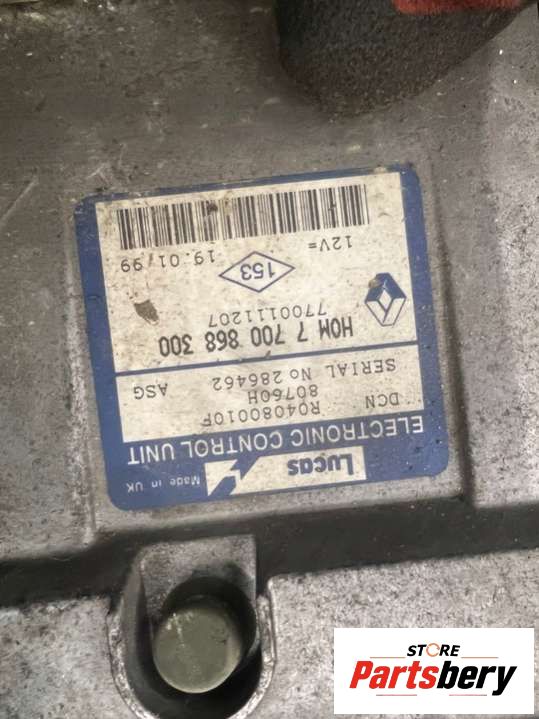 Lucas
Made in UK
ELECTRONIC CONTROL UNIT
DCN R04080010F
80760H
SERIAL No 286462 ASG
HOM 7 700 868 300
7700111207
153
12V= 19.01/99
STORE
Partsbery